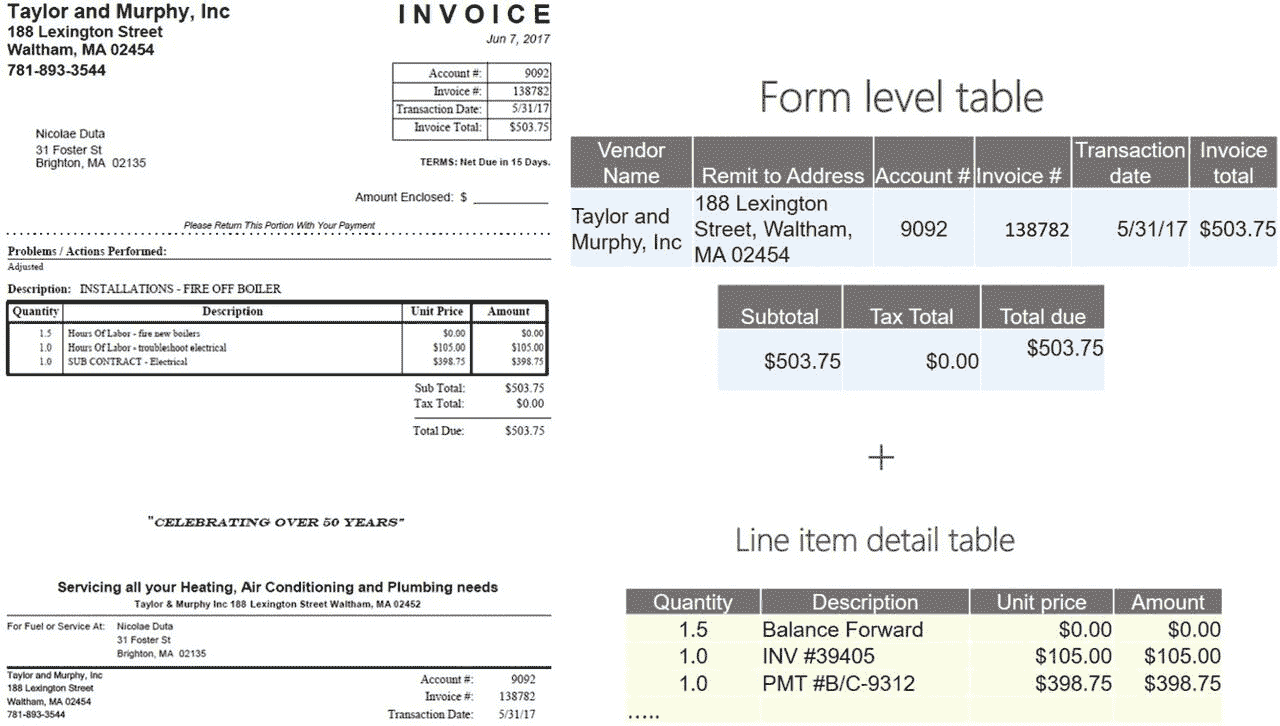 Taylor and Murphy, Inc
188 Lexington Street
Waltham, MA 02454
781-893-3544
INVOICE
Jun 7, 2017
Account #: 9092
Invoice #: 138782
Transaction Date: 5/31/17
Invoice Total: $503.75
Nicolae Duta
31 Foster St
Brighton, MA 02135
TERMS: Net Due in 15 Days.
Amount Enclosed: $
Please Return This Portion With Your Payment
Problems / Actions Performed:
Adjusted
Description: INSTALLATIONS - FIRE OFF BOILER
Quantity Description Unit Price Amount
1.5 Hours Of Labor - fire new boilers $0.00 $0.00
1.0 Hours Of Labor - troubleshoot electrical $105.00 $105.00
1.0 SUB CONTRACT - Electrical $398.75 $398.75
Sub Total: $503.75
Tax Total: $0.00
Total Due: $503.75
"CELEBRATING OVER 50 YEARS"
Servicing all your Heating, Air Conditioning and Plumbing needs
Taylor & Murphy Inc 188 Lexington Street Waltham, MA 02452
For Fuel or Service At: Nicolae Duta
31 Foster St
Brighton, MA 02135
Taylor and Murphy, Inc
188 Lexington Street
Waltham, MA 02454
781-893-3544
Account #: 9092
Invoice #: 138782
Transaction Date: 5/31/17
Form level table
Vendor Name Remit to Address Account # Invoice # Transaction date Invoice total
Taylor and Murphy, Inc 188 Lexington Street, Waltham, MA 02454 9092 138782 5/31/17 $503.75
Subtotal Tax Total Total due
$503.75 $0.00 $503.75
+
Line item detail table
Quantity Description Unit price Amount
1.5 Balance Forward $0.00 $0.00
1.0 INV #39405 $105.00 $105.00
1.0 PMT #B/C-9312 $398.75 $398.75
.....